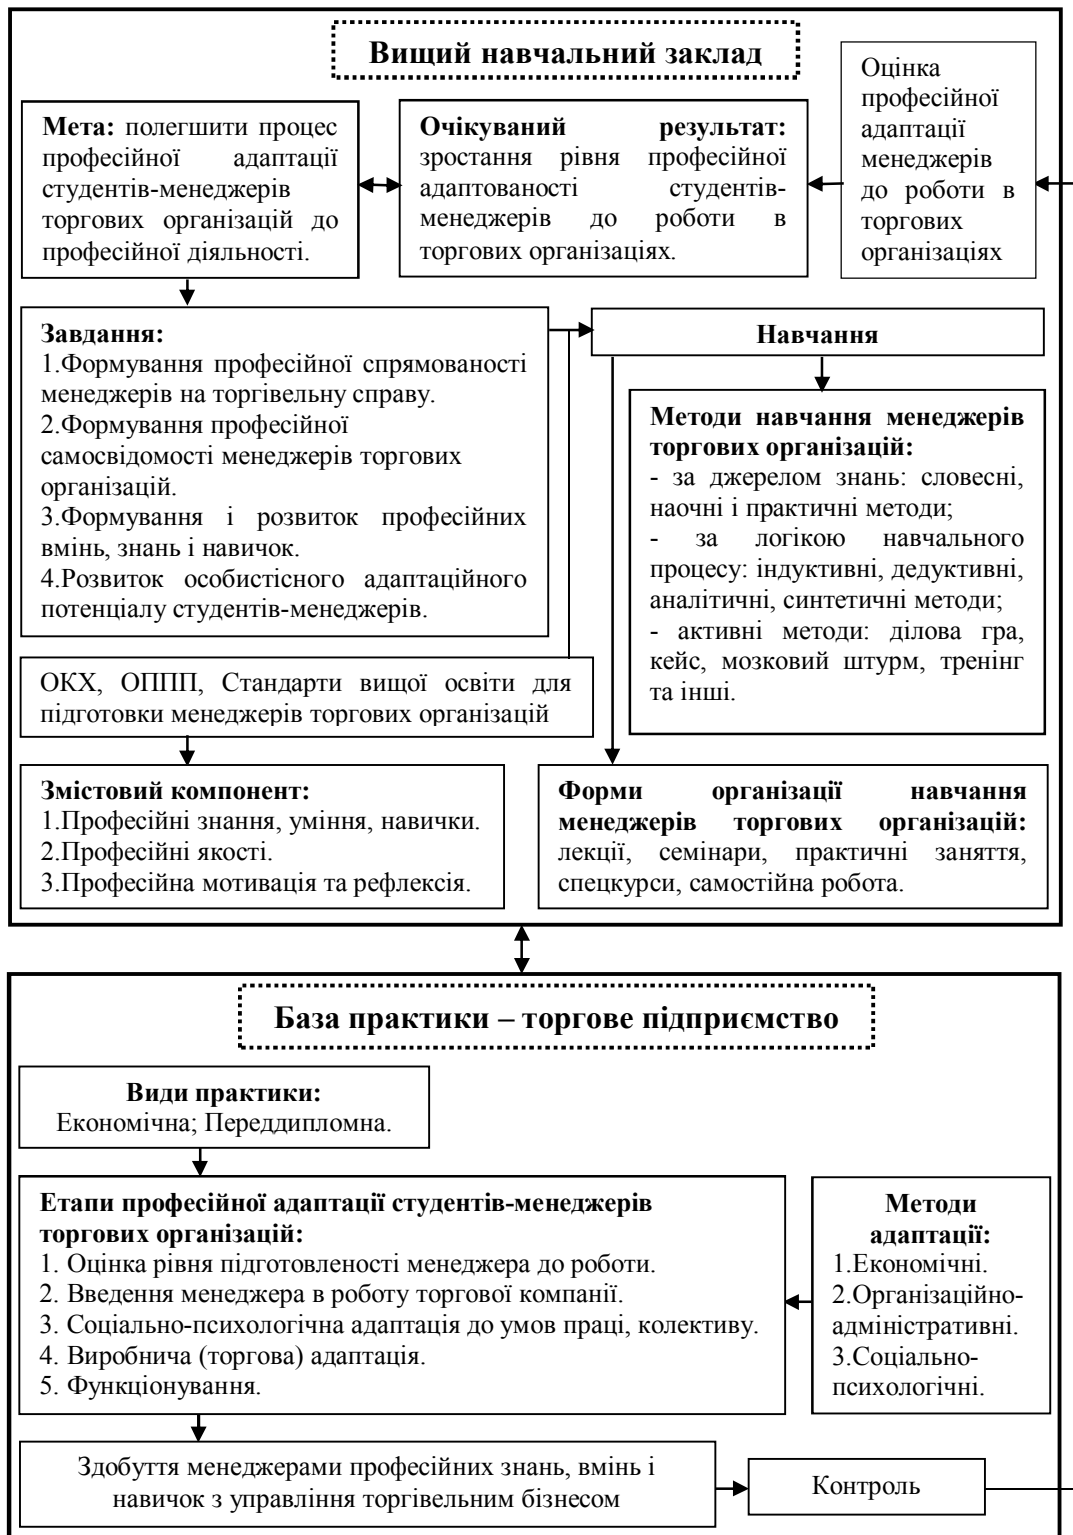 Вищий навчальний заклад
Мета: полегшити процес
професійної адаптації
студентів-менеджерів
торгових організацій до
професійної діяльності.
Очікуваний результат:
зростання рівня професійної
адаптованості студентів-
менеджерів до роботи в
торгових організаціях.
Оцінка
професійної
адаптації
менеджерів
до роботи в
торгових
організаціях
Завдання:
1.Формування професійної спрямованості
менеджерів на торгівельну справу.
2.Формування професійної
самосвідомості менеджерів торгових
організацій.
3.Формування і розвиток професійних
вмінь, знань і навичок.
4.Розвиток особистісного адаптаційного
потенціалу студентів-менеджерів.
Навчання
Методи навчання менеджерів
торгових організацій:
- за джерелом знань: словесні,
наочні і практичні методи;
- за логікою навчального
процесу: індуктивні, дедуктивні,
аналітичні, синтетичні методи;
- активні методи: ділова гра,
кейс, мозковий штурм, тренінг
та інші.
ОКХ, ОППП, Стандарти вищої освіти для
підготовки менеджерів торгових організацій
Змістовий компонент:
1.Професійні знання, уміння, навички.
2.Професійні якості.
3.Професійна мотивація та рефлексія.
Форми організації навчання
менеджерів торгових організацій:
лекції, семінари, практичні заняття,
спецкурси, самостійна робота.
База практики – торгове підприємство
Види практики:
Економічна; Переддипломна.
Етапи професійної адаптації студентів-менеджерів
торгових організацій:
1. Оцінка рівня підготовленості менеджера до роботи.
2. Введення менеджера в роботу торгової компанії.
3. Соціально-психологічна адаптація до умов праці, колективу.
4. Виробнича (торгова) адаптація.
5. Функціонування.
Методи
адаптації:
1.Економічні.
2.Організаційно-
адміністративні.
3.Соціально-
психологічні.
Здобуття менеджерами професійних знань, вмінь і
навичок з управління торгівельним бізнесом
Контроль